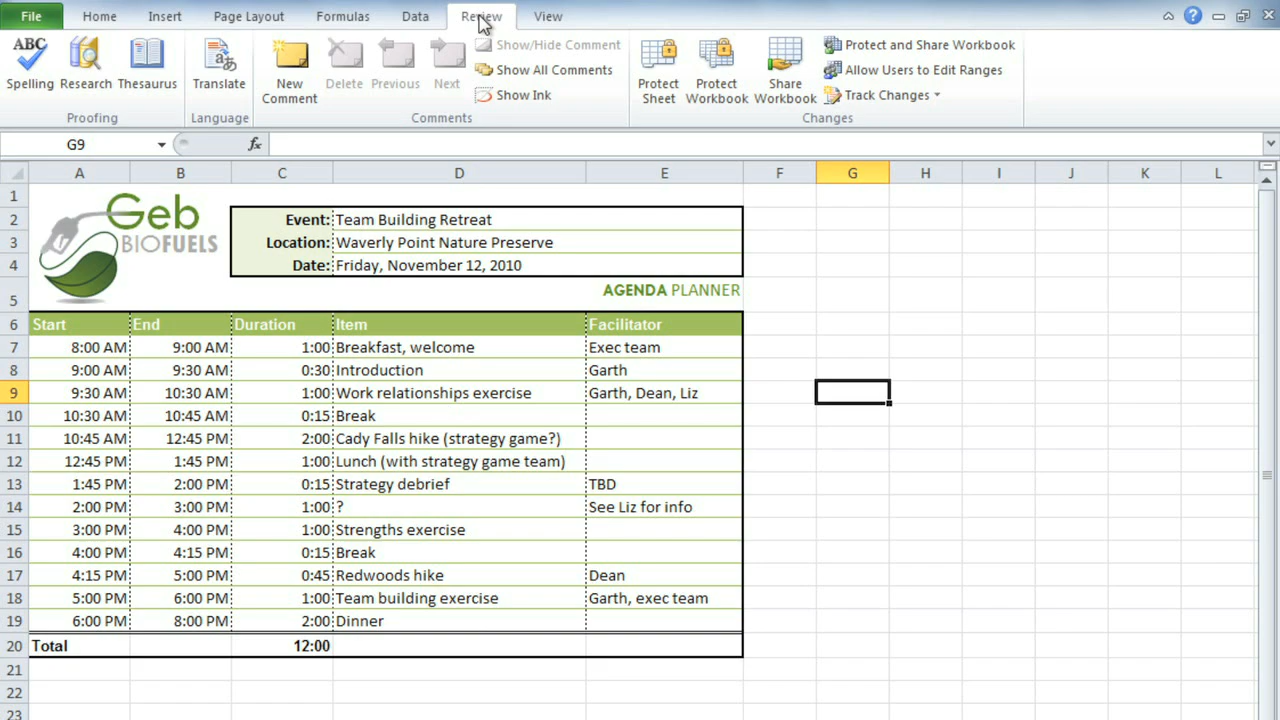 File Home Insert Page Layout Formulas Data Review View
ABC Show/Hide Comment Protect and Share Workbook
Show All Comments Allow Users to Edit Ranges
Spelling Research Thesaurus Translate New Comment Delete Previous Next Protect Sheet Protect Workbook Share Workbook
Show Ink Track Changes
Proofing Language Comments Changes
G9 fx
A B C D E F G H I J K L
1 Geb
BIOFUELS
2 Event: Team Building Retreat
3 Location: Waverly Point Nature Preserve
4 Date: Friday, November 12, 2010
5 AGENDA PLANNER
6 Start End Duration Item Facilitator
7 8:00 AM 9:00 AM 1:00 Breakfast, welcome Exec team
8 9:00 AM 9:30 AM 0:30 Introduction Garth
9 9:30 AM 10:30 AM 1:00 Work relationships exercise Garth, Dean, Liz
10 10:30 AM 10:45 AM 0:15 Break
11 10:45 AM 12:45 PM 2:00 Cady Falls hike (strategy game?)
12 12:45 PM 1:45 PM 1:00 Lunch (with strategy game team)
13 1:45 PM 2:00 PM 0:15 Strategy debrief TBD
14 2:00 PM 3:00 PM 1:00 ? See Liz for info
15 3:00 PM 4:00 PM 1:00 Strengths exercise
16 4:00 PM 4:15 PM 0:15 Break
17 4:15 PM 5:00 PM 0:45 Redwoods hike Dean
18 5:00 PM 6:00 PM 1:00 Team building exercise Garth, exec team
19 6:00 PM 8:00 PM 2:00 Dinner
20 Total 12:00
21
22
23